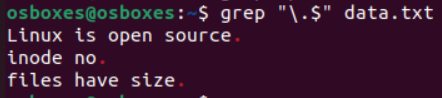 osboxes@osboxes:~$ grep "\.$" data.txt
Linux is open source.
inode no.
files have size.